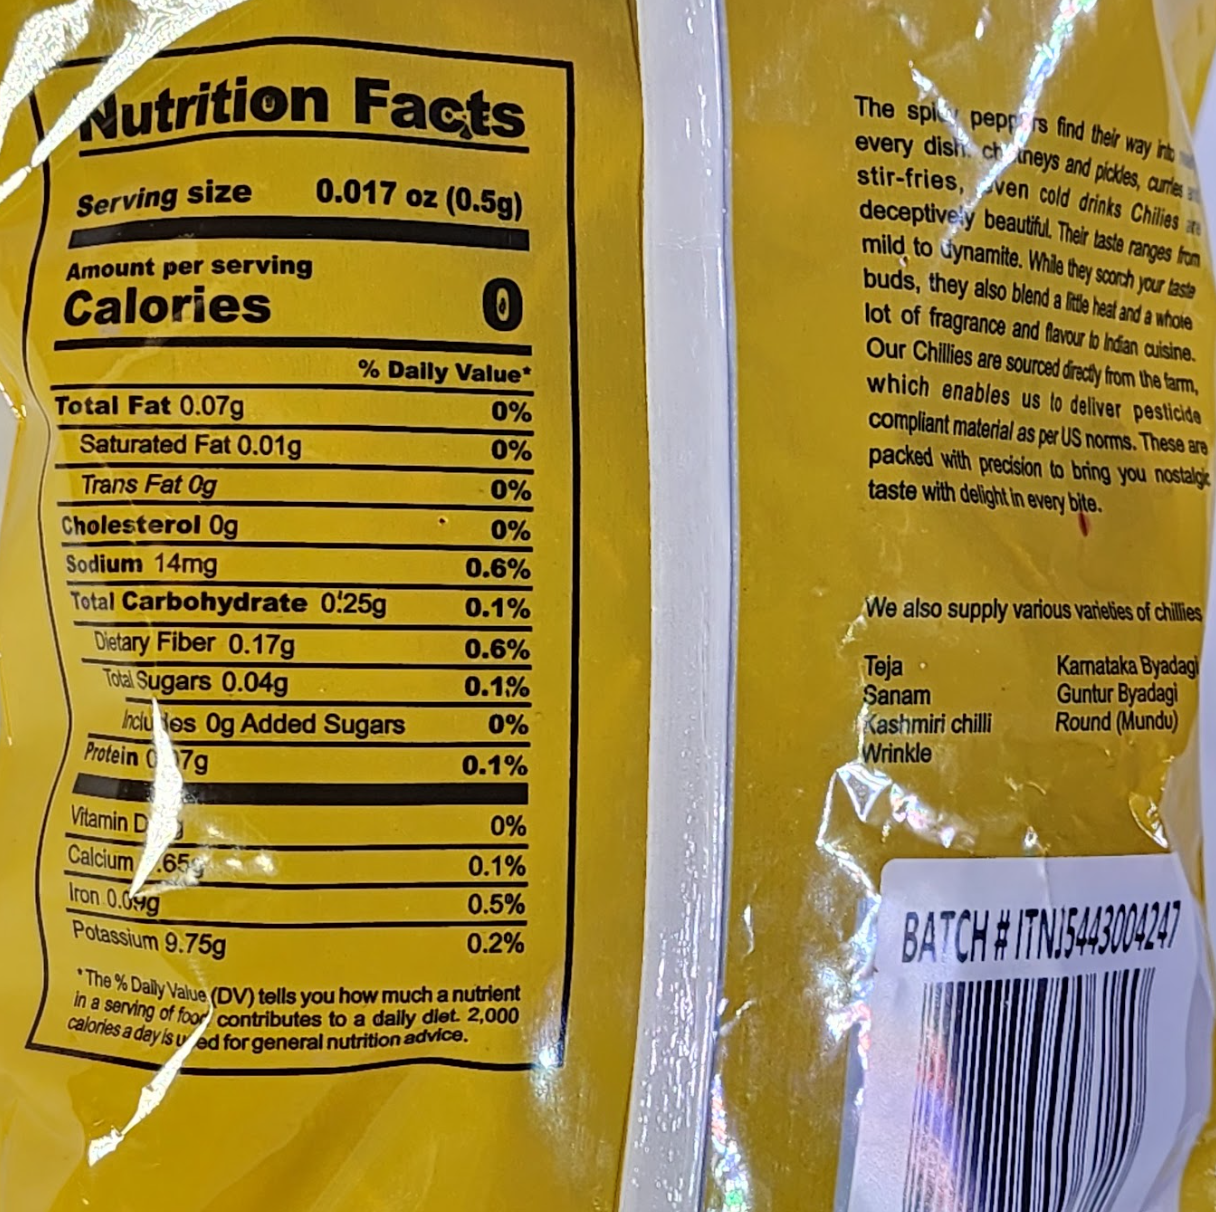 Nutrition Facts
Serving size 0.017 oz (0.5g)
Amount per serving
Calories 0
% Daily Value*
Total Fat 0.07g 0%
Saturated Fat 0.01g 0%
Trans Fat 0g 0%
Cholesterol 0g 0%
Sodium 14mg 0.6%
Total Carbohydrate 0.25g 0.1%
Dietary Fiber 0.17g 0.6%
Total Sugars 0.04g 0.1%
Includes 0g Added Sugars 0%
Protein 0.1%
Vitamin D 0%
Calcium 0.1%
Iron 0.5%
Potassium 9.75g 0.2%
*The % Daily Value (DV) tells you how much a nutrient
in a serving of food contributes to a daily diet. 2,000
calories a day is used for general nutrition advice.
The spicy peppers find their way into
every dish. chutneys and pickles, curries
stir-fries, even cold drinks Chilies are
deceptively beautiful. Their taste ranges from
mild to dynamite. While they scorch your taste
buds, they also blend a little heat and a whole
lot of fragrance and flavour to Indian cuisine.
Our Chillies are sourced directly from the farm,
which enables us to deliver pesticide
compliant material as per US norms. These are
packed with precision to bring you nostalgic
taste with delight in every bite.
We also supply various varieties of chillies
Teja Karnataka Byadagi
Sanam Guntur Byadagi
Kashmiri chilli Round (Mundu)
Wrinkle
BATCH # ITNJ5443004247